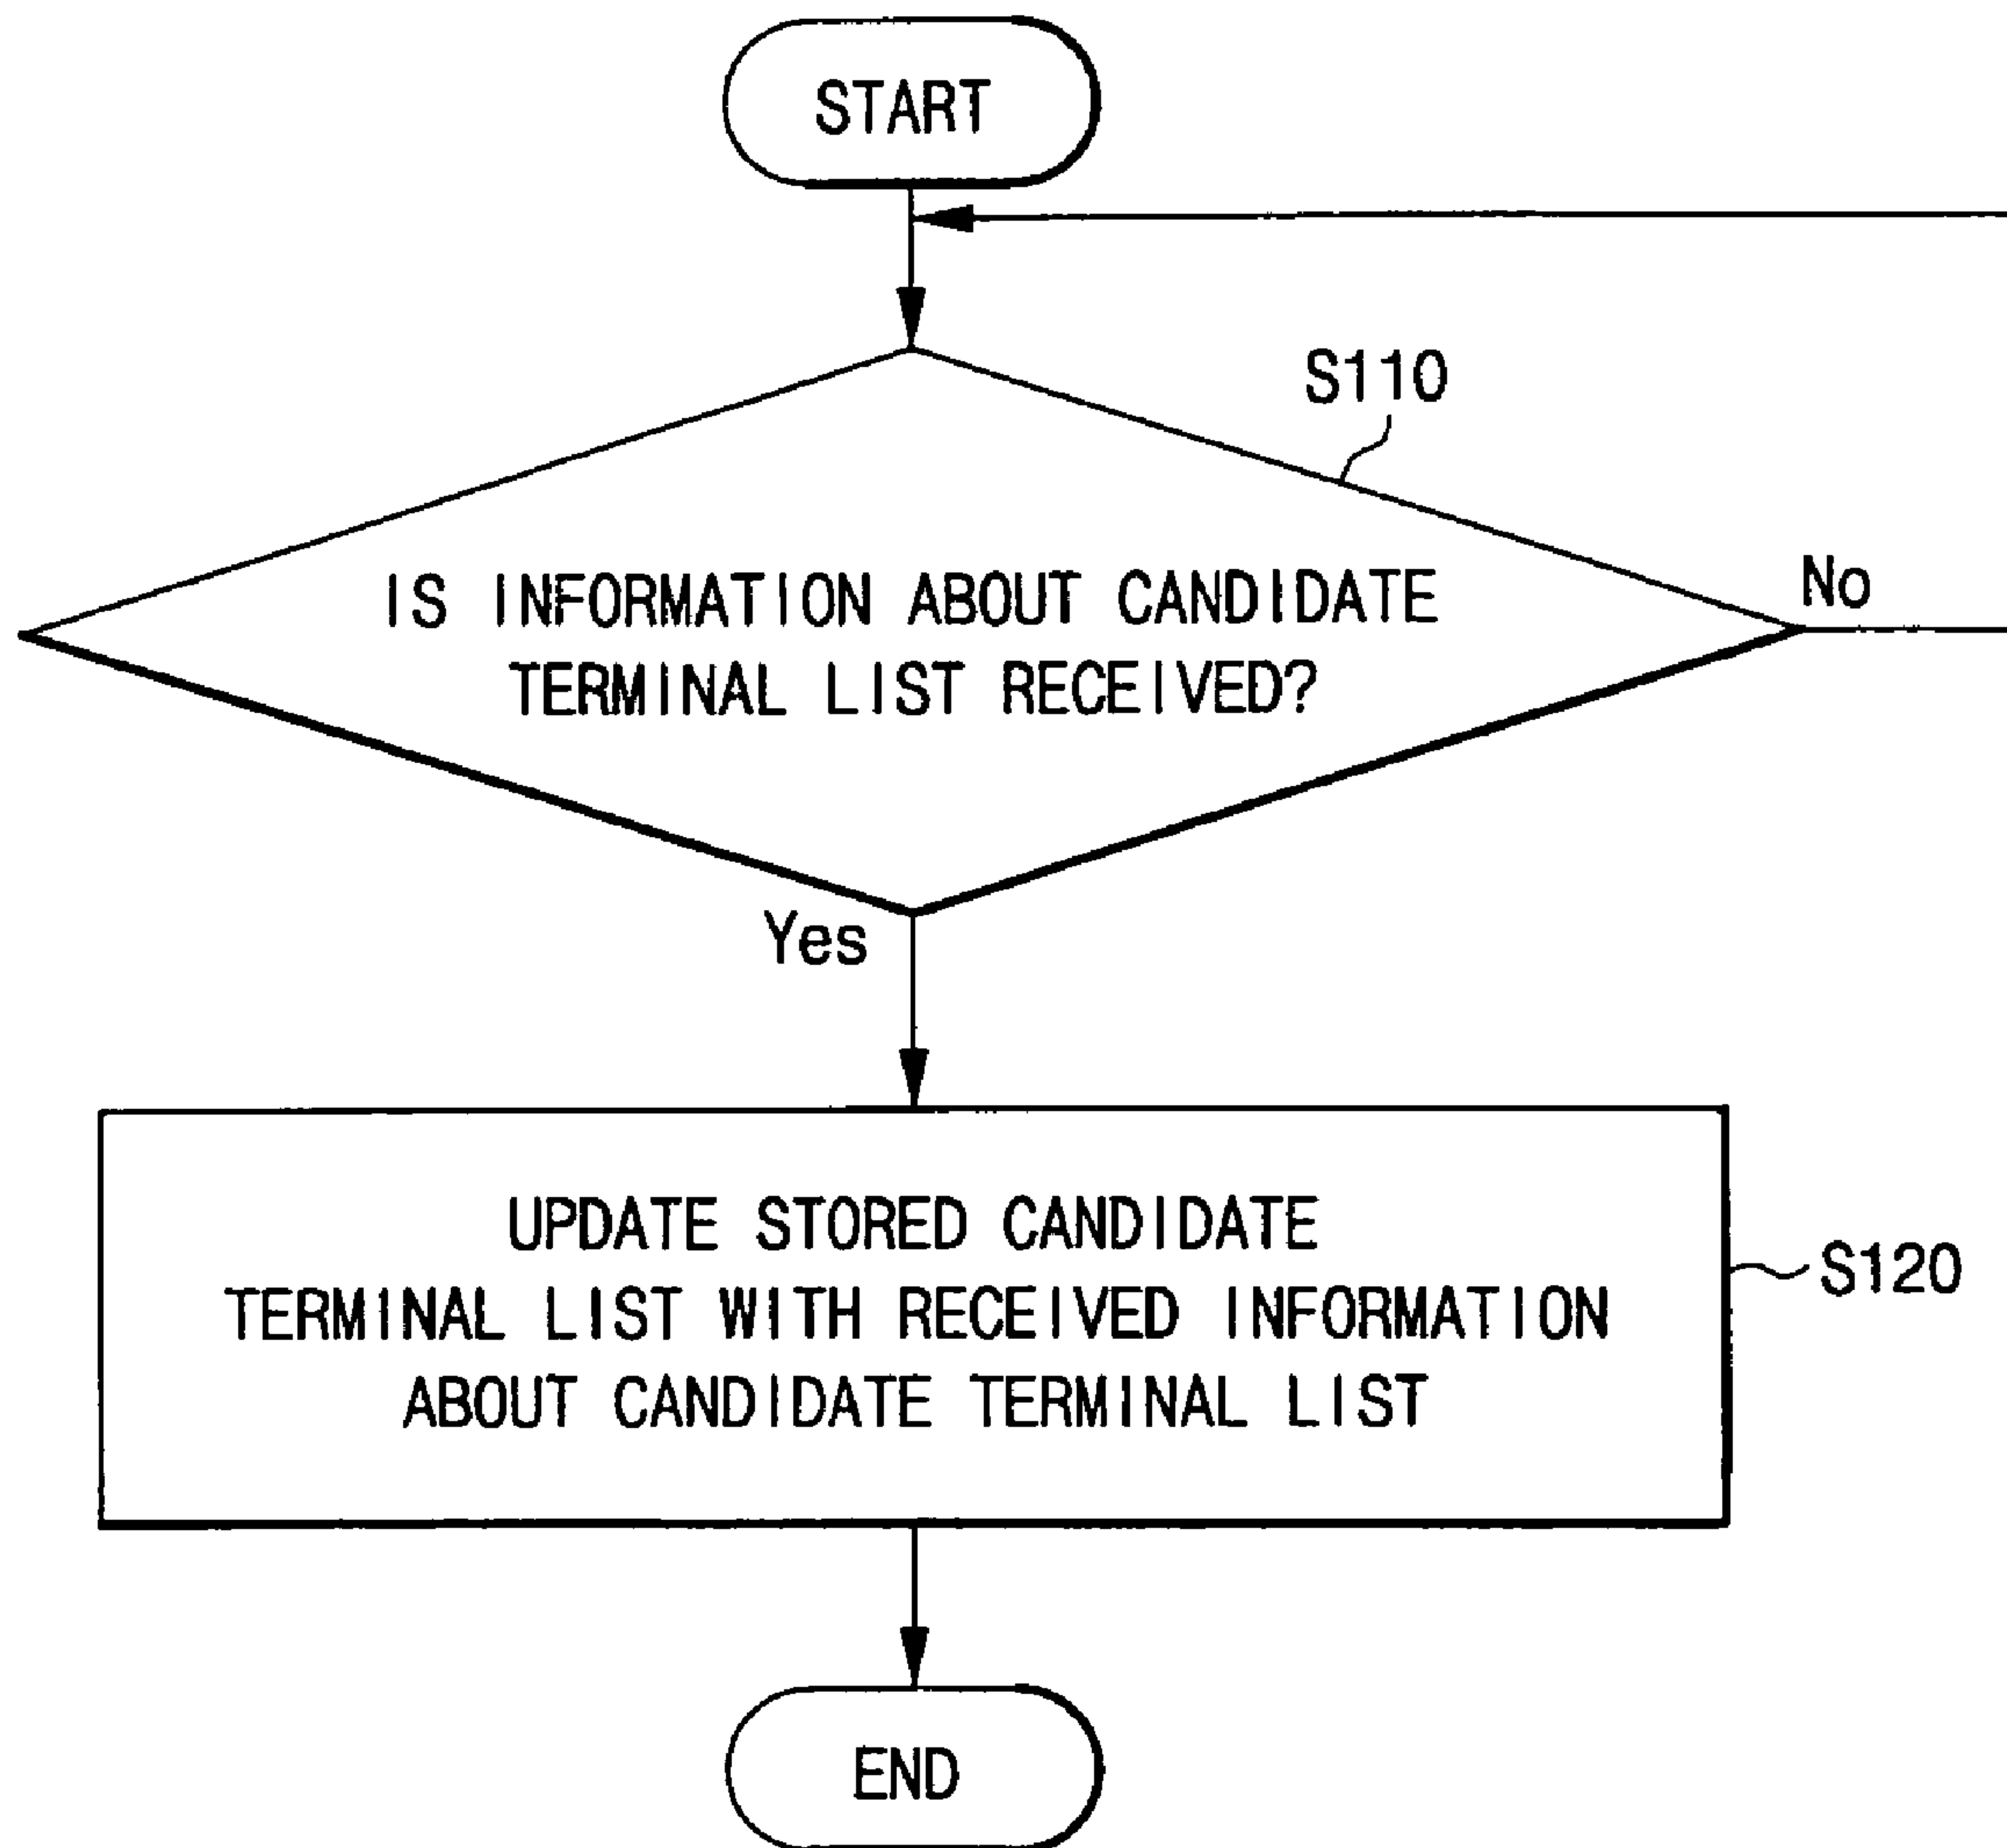 START
S110
IS INFORMATION ABOUT CANDIDATE
TERMINAL LIST RECEIVED?
No
Yes
UPDATE STORED CANDIDATE
TERMINAL LIST WITH RECEIVED INFORMATION
ABOUT CANDIDATE TERMINAL LIST
S120
END